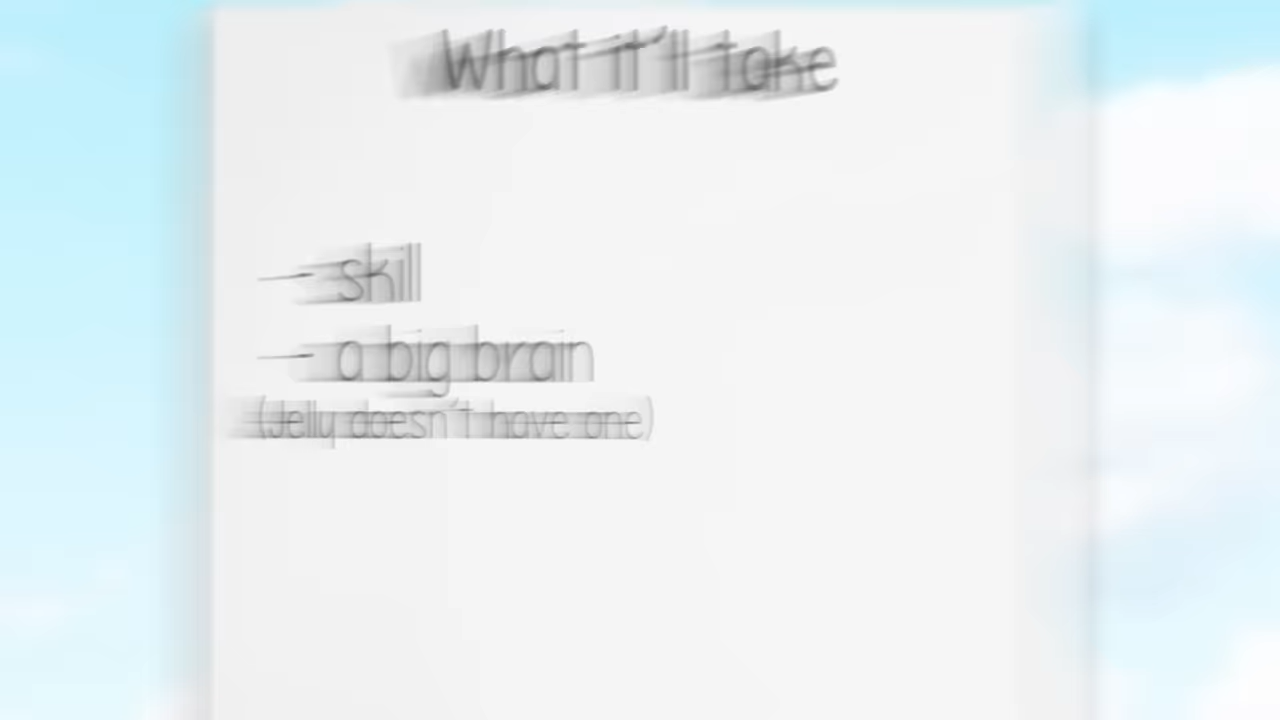 What it'll take
- skill
- a big brain
(Jelly doesn't have one)